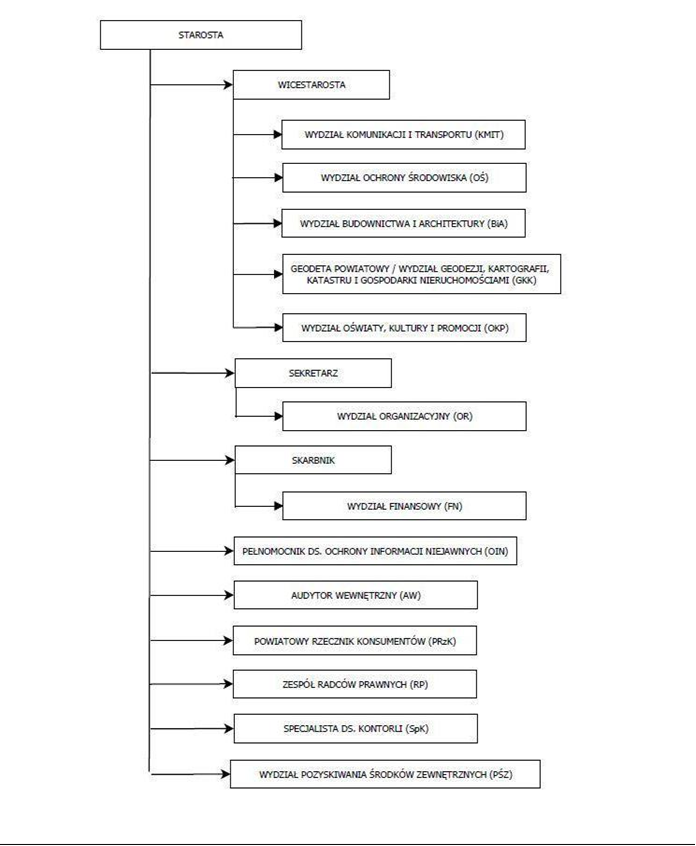 STAROSTA
WICESTAROSTA
WYDZIAŁ KOMUNIKACJI I TRANSPORTU (KMIT)
WYDZIAŁ OCHRONY ŚRODOWISKA (OŚ)
WYDZIAŁ BUDOWNICTWA I ARCHITEKTURY (BiA)
GEODETA POWIATOWY / WYDZIAŁ GEODEZJI, KARTOGRAFII,
KATASTRU I GOSPODARKI NIERUCHOMOŚCIAMI (GKK)
WYDZIAŁ OŚWIATY, KULTURY I PROMOCJI (OKP)
SEKRETARZ
WYDZIAŁ ORGANIZACYJNY (OR)
SKARBNIK
WYDZIAŁ FINANSOWY (FN)
PEŁNOMOCNIK DS. OCHRONY INFORMACJI NIEJAWNYCH (OIN)
AUDYTOR WEWNĘTRZNY (AW)
POWIATOWY RZECZNIK KONSUMENTÓW (PRzK)
ZESPÓŁ RADCÓW PRAWNYCH (RP)
SPECJALISTA DS. KONTORLI (SpK)
WYDZIAŁ POZYSKIWANIA ŚRODKÓW ZEWNĘTRZNYCH (PŚZ)